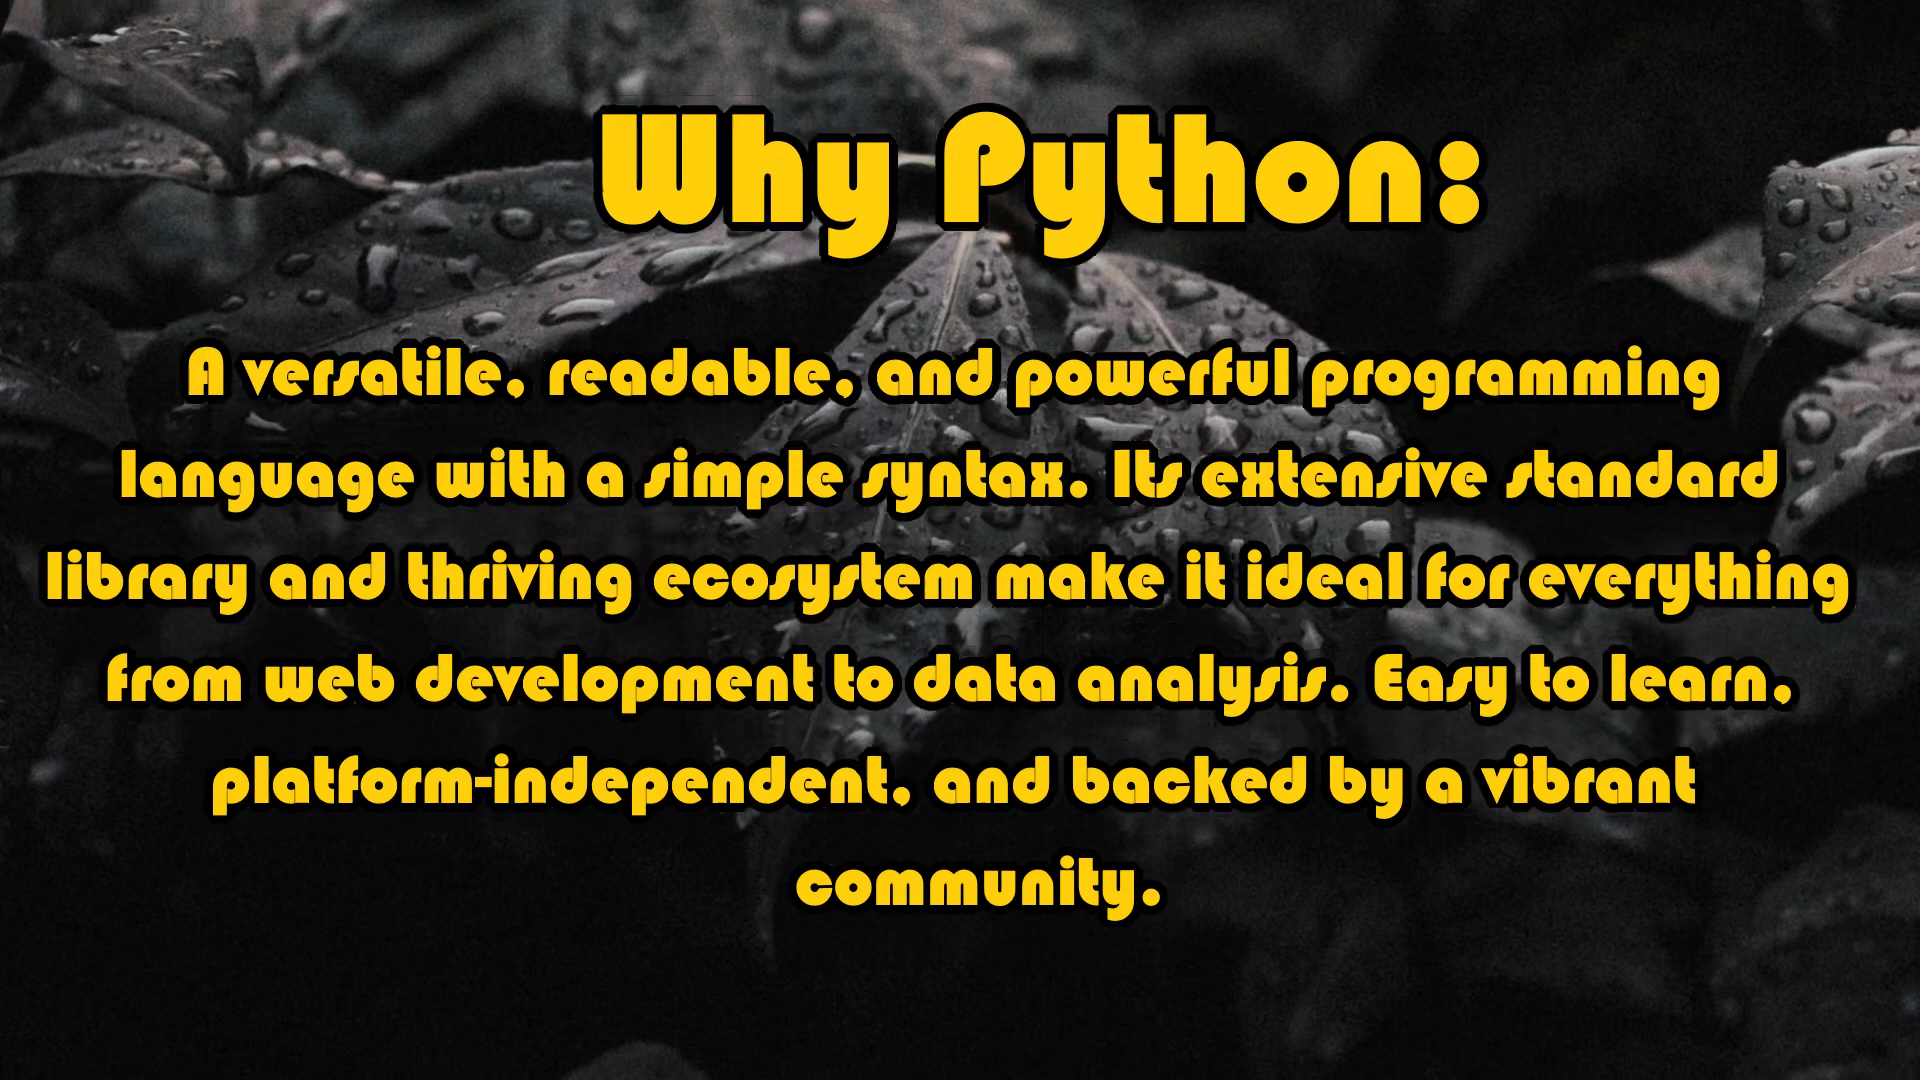 Why Python:
A versatile, readable, and powerful programming
language with a simple syntax. Its extensive standard
library and thriving ecosystem make it ideal for everything
from web development to data analysis. Easy to learn,
platform-independent, and backed by a vibrant
community.